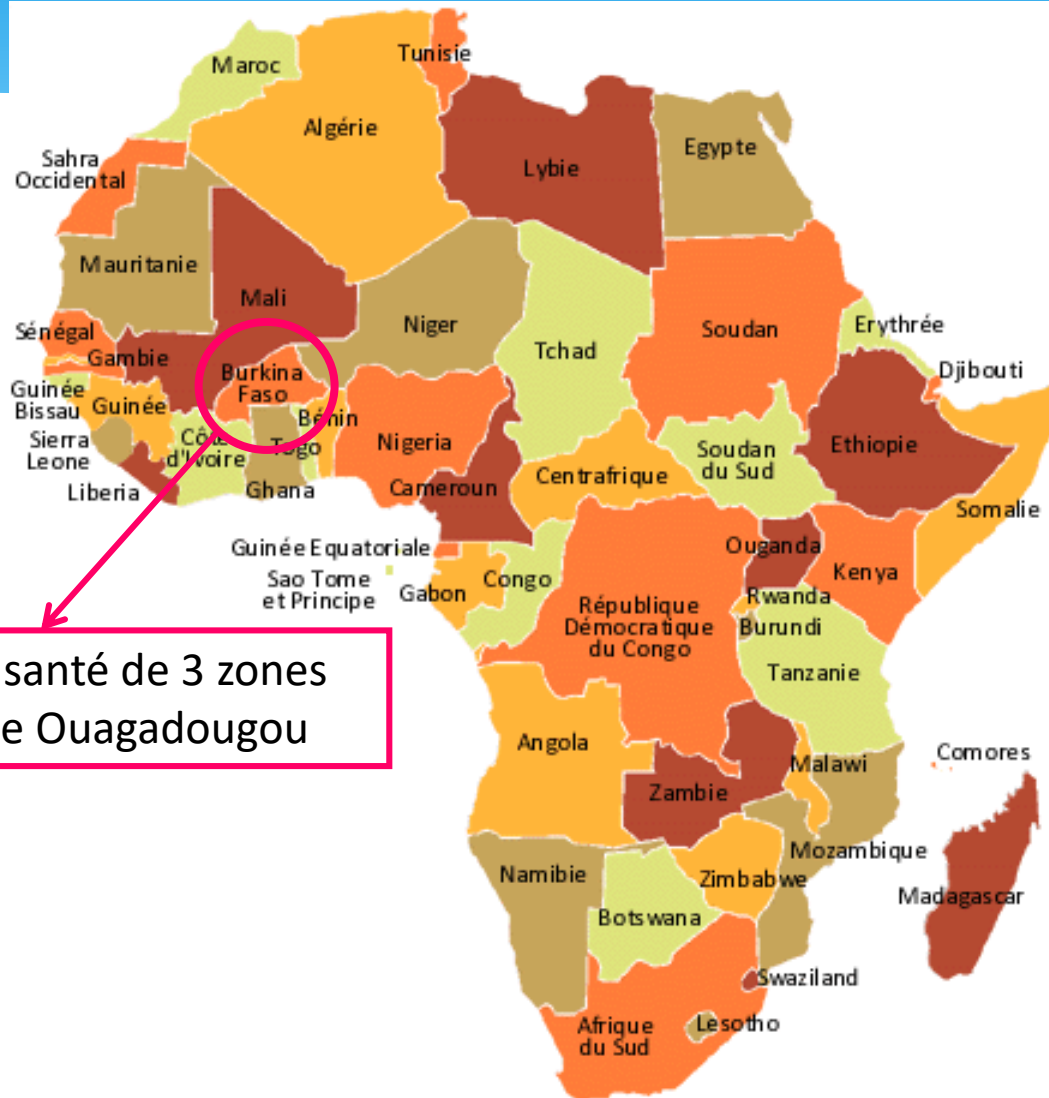 Tunisie
Maroc
Algérie
Lybie
Egypte
Sahra
Occidental
Mauritanie
Mali
Niger
Tchad
Soudan
Erythrée
Djibouti
Sénégal
Gambie
Burkina
Faso
Guinée
Bissau
Guinée
Bénin
Nigeria
Sierra
Leone
Côte
d'Ivoire
Togo
Ghana
Liberia
Cameroun
Centrafrique
Soudan
du Sud
Ethiopie
Somalie
Guinée Equatoriale
Sao Tome
et Principe
Gabon
Congo
République
Démocratique
du Congo
Ouganda
Kenya
Rwanda
Burundi
Tanzanie
santé de 3 zones
e Ouagadougou
Angola
Zambie
Malawi
Comores
Mozambique
Madagascar
Namibie
Zimbabwe
Botswana
Swaziland
Lesotho
Afrique
du Sud